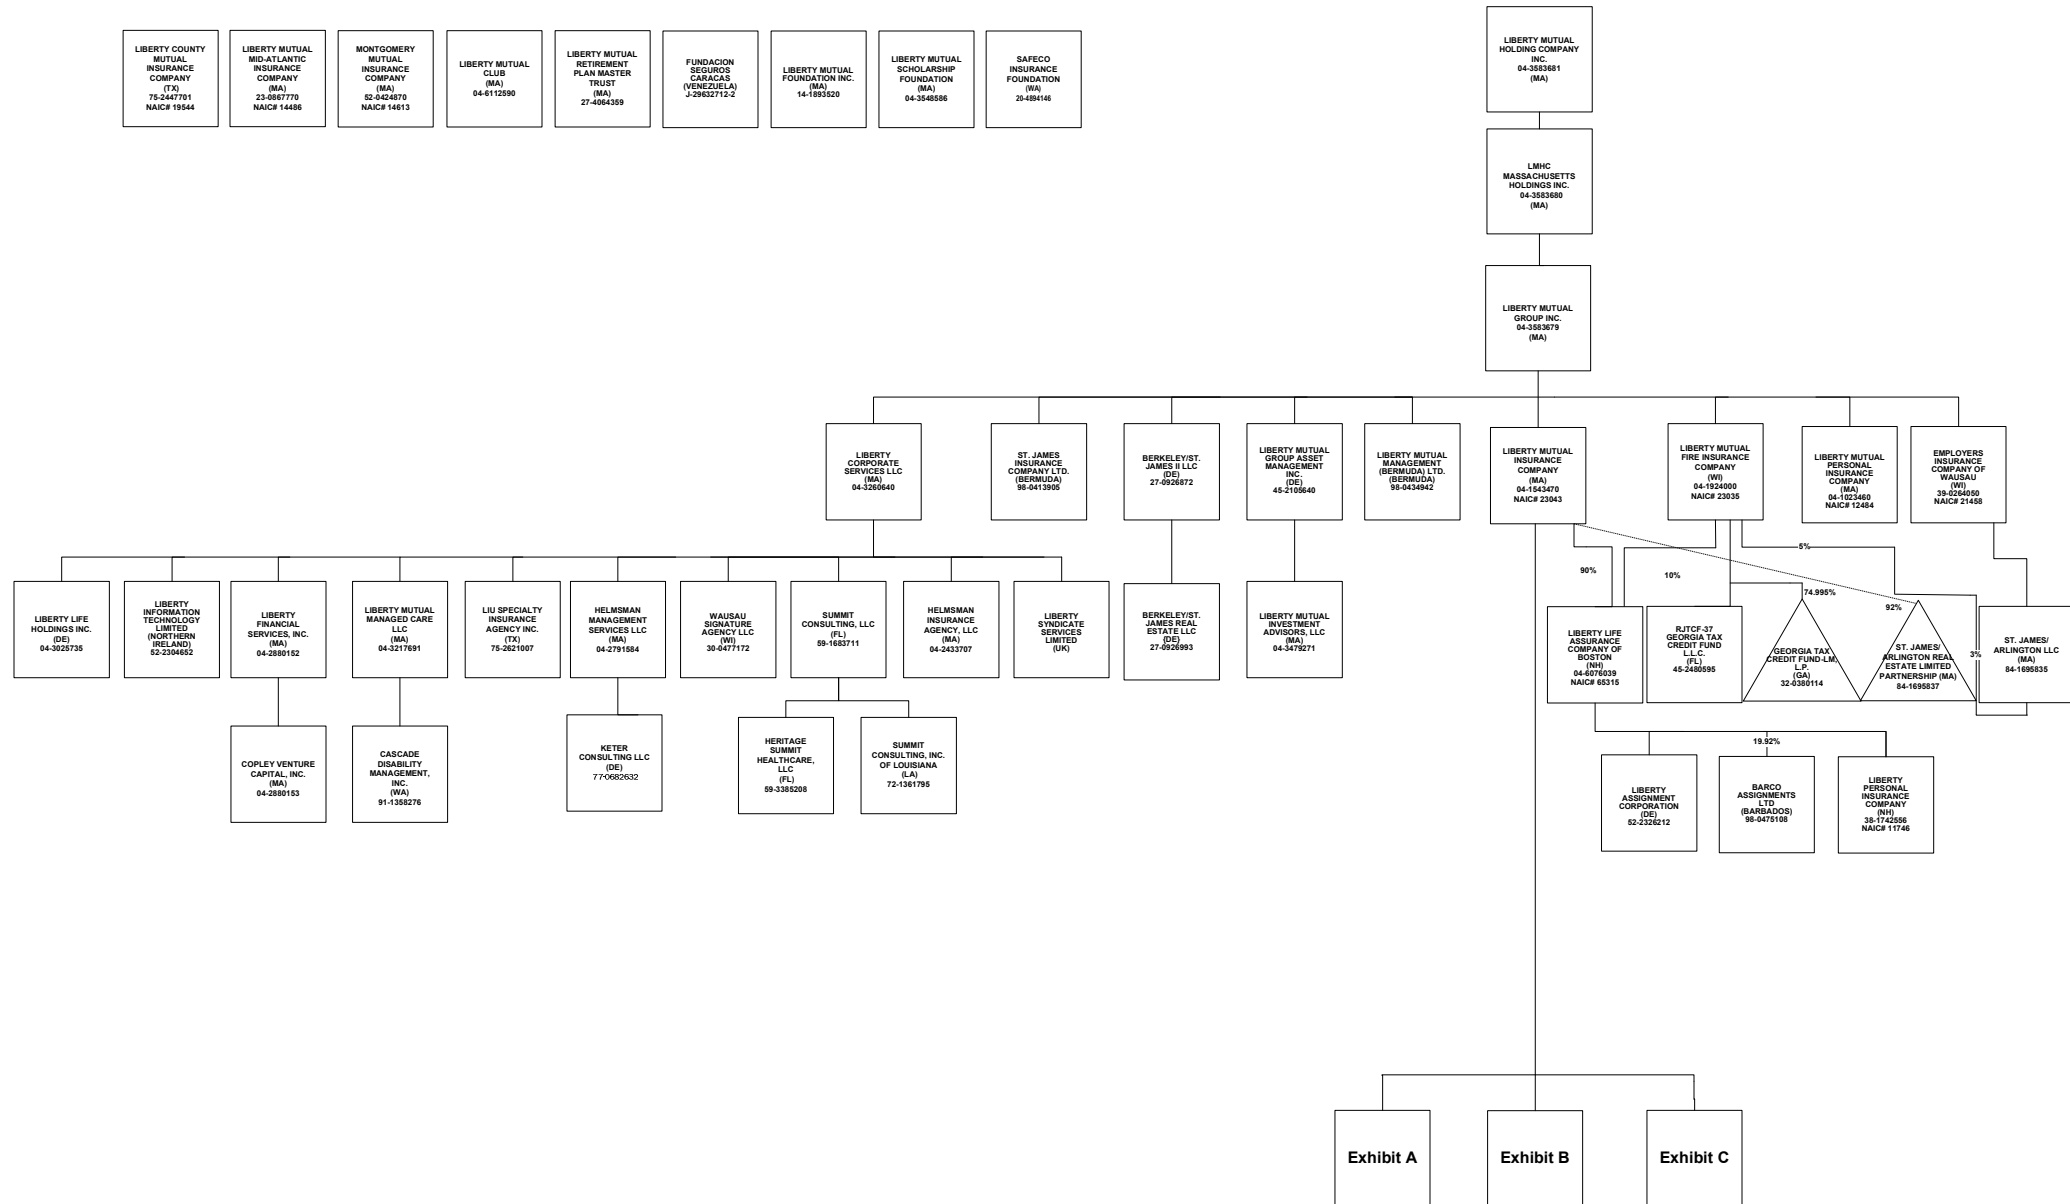 LIBERTY COUNTY
MUTUAL
INSURANCE
COMPANY
(TX)
75-2447701
NAIC# 19544
LIBERTY MUTUAL
MID-ATLANTIC
INSURANCE
COMPANY
(MA)
23-0867770
NAIC# 14486
MONTGOMERY
MUTUAL
INSURANCE
COMPANY
(MA)
52-0424870
NAIC# 14613
LIBERTY MUTUAL
CLUB
(MA)
04-6112590
LIBERTY MUTUAL
RETIREMENT
PLAN MASTER
TRUST
(MA)
27-4064359
FUNDACION
SEGUROS
CARACAS
(VENEZUELA)
J-29632712-2
LIBERTY MUTUAL
FOUNDATION INC.
(MA)
14-1893520
LIBERTY MUTUAL
SCHOLARSHIP
FOUNDATION
(MA)
04-3548586
SAFECO
INSURANCE
FOUNDATION
(WA)
20-4894146
LIBERTY MUTUAL
HOLDING COMPANY
INC.
04-3583681
(MA)
LMHC
MASSACHUSETTS
HOLDINGS INC.
04-3583680
(MA)
LIBERTY MUTUAL
GROUP INC.
04-3583679
(MA)
LIBERTY
CORPORATE
SERVICES LLC
(MA)
04-3260640
ST. JAMES
INSURANCE
COMPANY LTD.
(BERMUDA)
98-0413905
BERKELEY/ST.
JAMES II LLC
(DE)
27-0926872
LIBERTY MUTUAL
GROUP ASSET
MANAGEMENT
INC.
(DE)
45-2105640
LIBERTY MUTUAL
MANAGEMENT
(BERMUDA) LTD.
(BERMUDA)
98-0434942
LIBERTY MUTUAL
INSURANCE
COMPANY
(MA)
04-1543470
NAIC# 23043
LIBERTY MUTUAL
FIRE INSURANCE
COMPANY
(WI)
04-1924000
NAIC# 23035
LIBERTY MUTUAL
PERSONAL
INSURANCE
COMPANY
(MA)
04-1023460
NAIC# 12484
EMPLOYERS
INSURANCE
COMPANY OF
WAUSAU
(WI)
39-0264050
NAIC# 21458
5%
90%
10%
74.995%
92%
3%
LIBERTY LIFE
HOLDINGS INC.
(DE)
04-3025735
LIBERTY
INFORMATION
TECHNOLOGY
LIMITED
(NORTHERN
IRELAND)
52-2304652
LIBERTY
FINANCIAL
SERVICES, INC.
(MA)
04-2880152
LIBERTY MUTUAL
MANAGED CARE
LLC
(MA)
04-3217691
LIU SPECIALTY
INSURANCE
AGENCY INC.
(TX)
75-2621007
HELMSMAN
MANAGEMENT
SERVICES LLC
(MA)
04-2791584
WAUSAU
SIGNATURE
AGENCY LLC
(WI)
30-0477172
SUMMIT
CONSULTING, LLC
(FL)
59-1683711
HELMSMAN
INSURANCE
AGENCY, LLC
(MA)
04-2433707
LIBERTY
SYNDICATE
SERVICES
LIMITED
(UK)
BERKELEY/ST.
JAMES REAL
ESTATE LLC
(DE)
27-0926993
LIBERTY MUTUAL
INVESTMENT
ADVISORS, LLC
(MA)
04-3479271
LIBERTY LIFE
ASSURANCE
COMPANY OF
BOSTON
(NH)
04-6076039
NAIC# 65315
RJTCF-37
GEORGIA TAX
CREDIT FUND
L.L.C.
(FL)
45-2480595
GEORGIA TAX
CREDIT FUND-LM,
L.P.
(GA)
32-0380114
ST. JAMES/
ARLINGTON REAL
ESTATE LIMITED
PARTNERSHIP (MA)
84-1695837
ST. JAMES/
ARLINGTON LLC
(MA)
84-1695835
COPLEY VENTURE
CAPITAL, INC.
(MA)
04-2880153
CASCADE
DISABILITY
MANAGEMENT,
INC.
(WA)
91-1358276
KETER
CONSULTING LLC
(DE)
77-0682632
HERITAGE
SUMMIT
HEALTHCARE,
LLC
(FL)
59-3385208
SUMMIT
CONSULTING, INC.
OF LOUISIANA
(LA)
72-1361795
19.92%
LIBERTY
ASSIGNMENT
CORPORATION
(DE)
52-2326212
BARCO
ASSIGNMENTS
LTD
(BARBADOS)
98-0475108
LIBERTY
PERSONAL
INSURANCE
COMPANY
(NH)
38-1742556
NAIC# 11746
Exhibit A
Exhibit B
Exhibit C